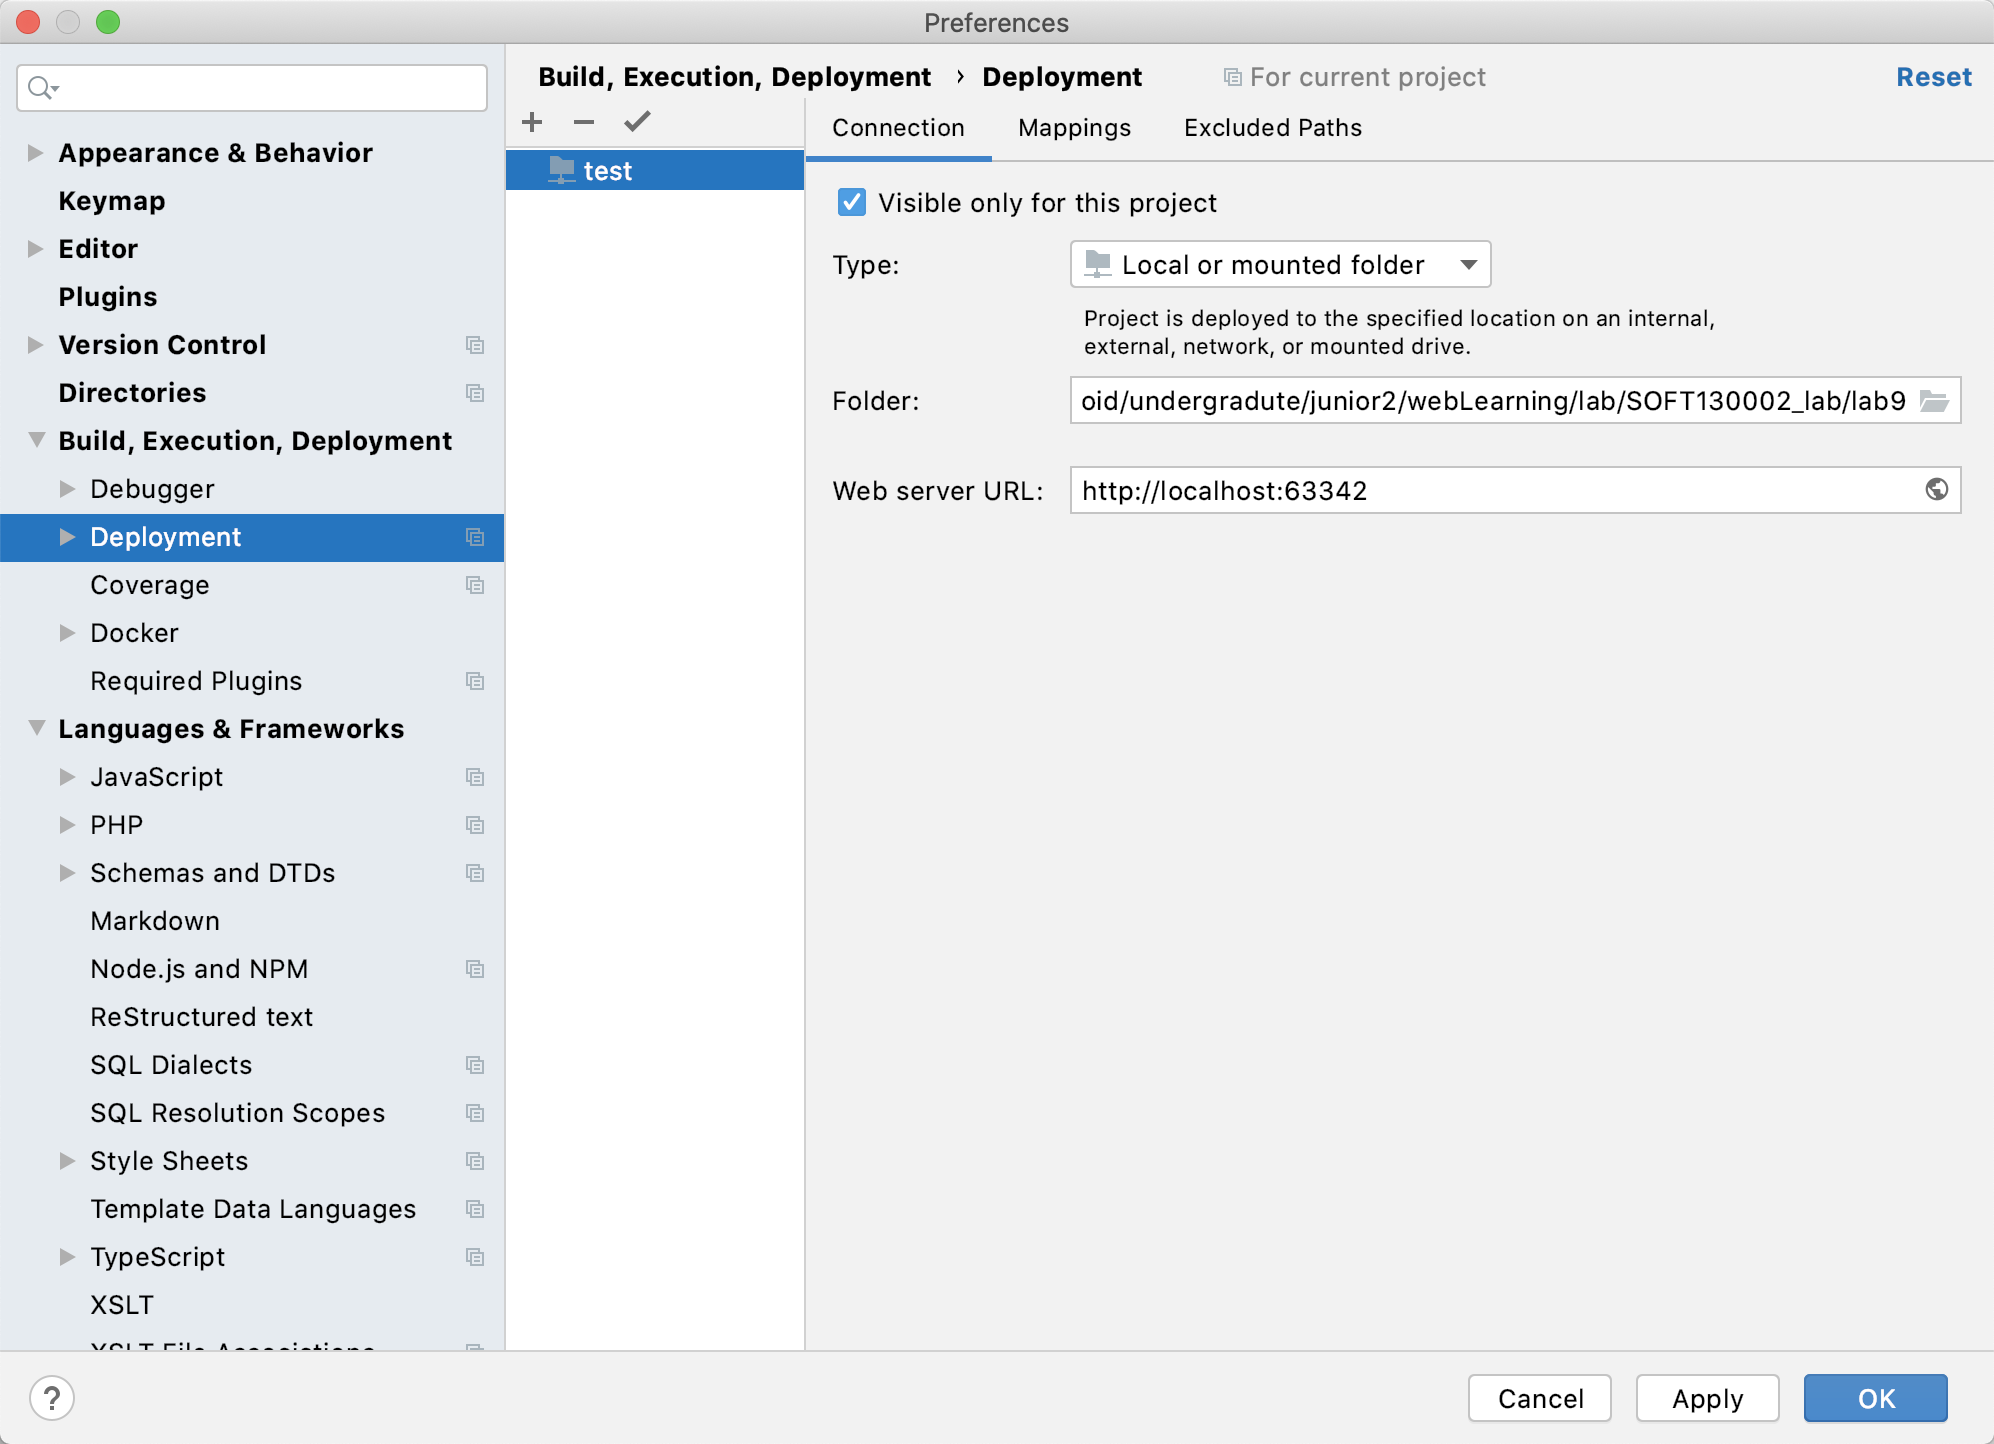 Preferences
Build, Execution, Deployment › Deployment
For current project
Reset
Appearance & Behavior
Keymap
Editor
Plugins
Version Control
Directories
Build, Execution, Deployment
Debugger
Deployment
Coverage
Docker
Required Plugins
Languages & Frameworks
JavaScript
PHP
Schemas and DTDs
Markdown
Node.js and NPM
ReStructured text
SQL Dialects
SQL Resolution Scopes
Style Sheets
Template Data Languages
TypeScript
XSLT
XSLT File Associations
test
Connection Mappings Excluded Paths
Visible only for this project
Type: Local or mounted folder
Project is deployed to the specified location on an internal,
external, network, or mounted drive.
Folder: oid/undergradute/junior2/webLearning/lab/SOFT130002_lab/lab9
Web server URL: http://localhost:63342
?
Cancel Apply OK